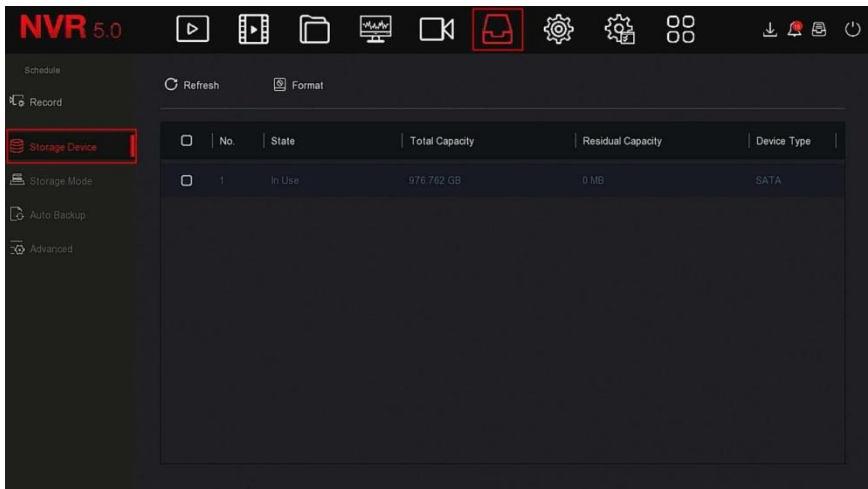 NVR 5.0
Schedule
Record
Storage Device
Storage Mode
Auto Backup
Advanced
Refresh Format
No. State Total Capacity Residual Capacity Device Type
1 In Use 976.762 GB 0 MB SATA